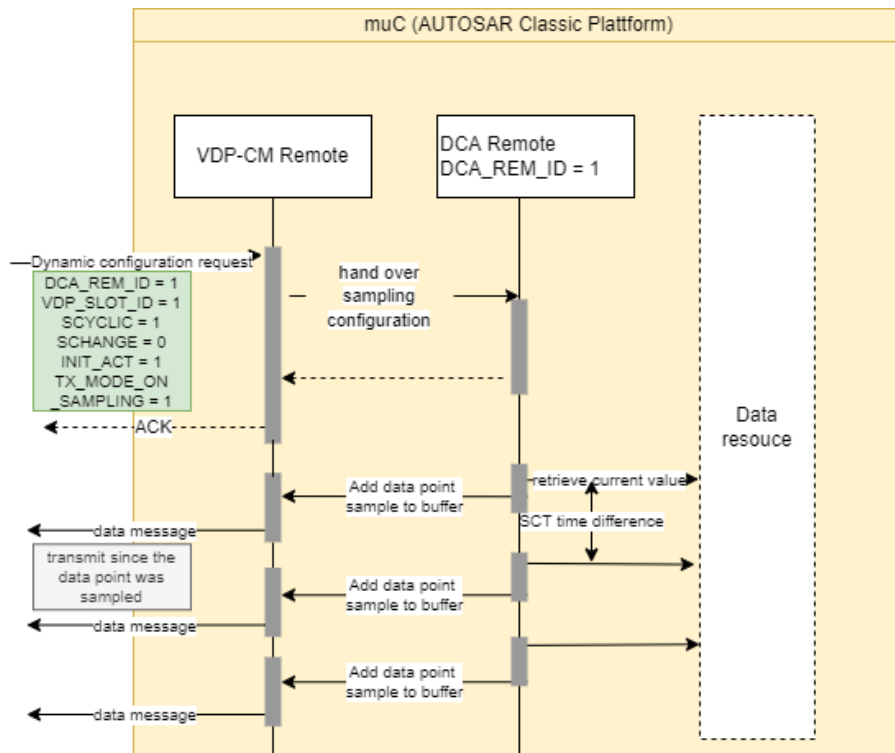 muC (AUTOSAR Classic Plattform)
VDP-CM Remote
DCA Remote
DCA_REM_ID = 1
Dynamic configuration request
DCA_REM_ID = 1
VDP_SLOT_ID = 1
SCYCLIC = 1
SCHANGE = 0
INIT_ACT = 1
TX_MODE_ON
_SAMPLING = 1
hand over
sampling
configuration
ACK
Data
resouce
retrieve current value
Add data point
sample to buffer
SCT time difference
data message
transmit since the
data point was
sampled
Add data point
sample to buffer
data message
Add data point
sample to buffer
data message